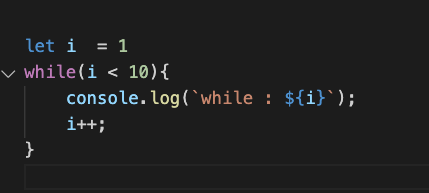 let i  = 1
while(i < 10){
    console.log(`while : ${i}`);
    i++;
}